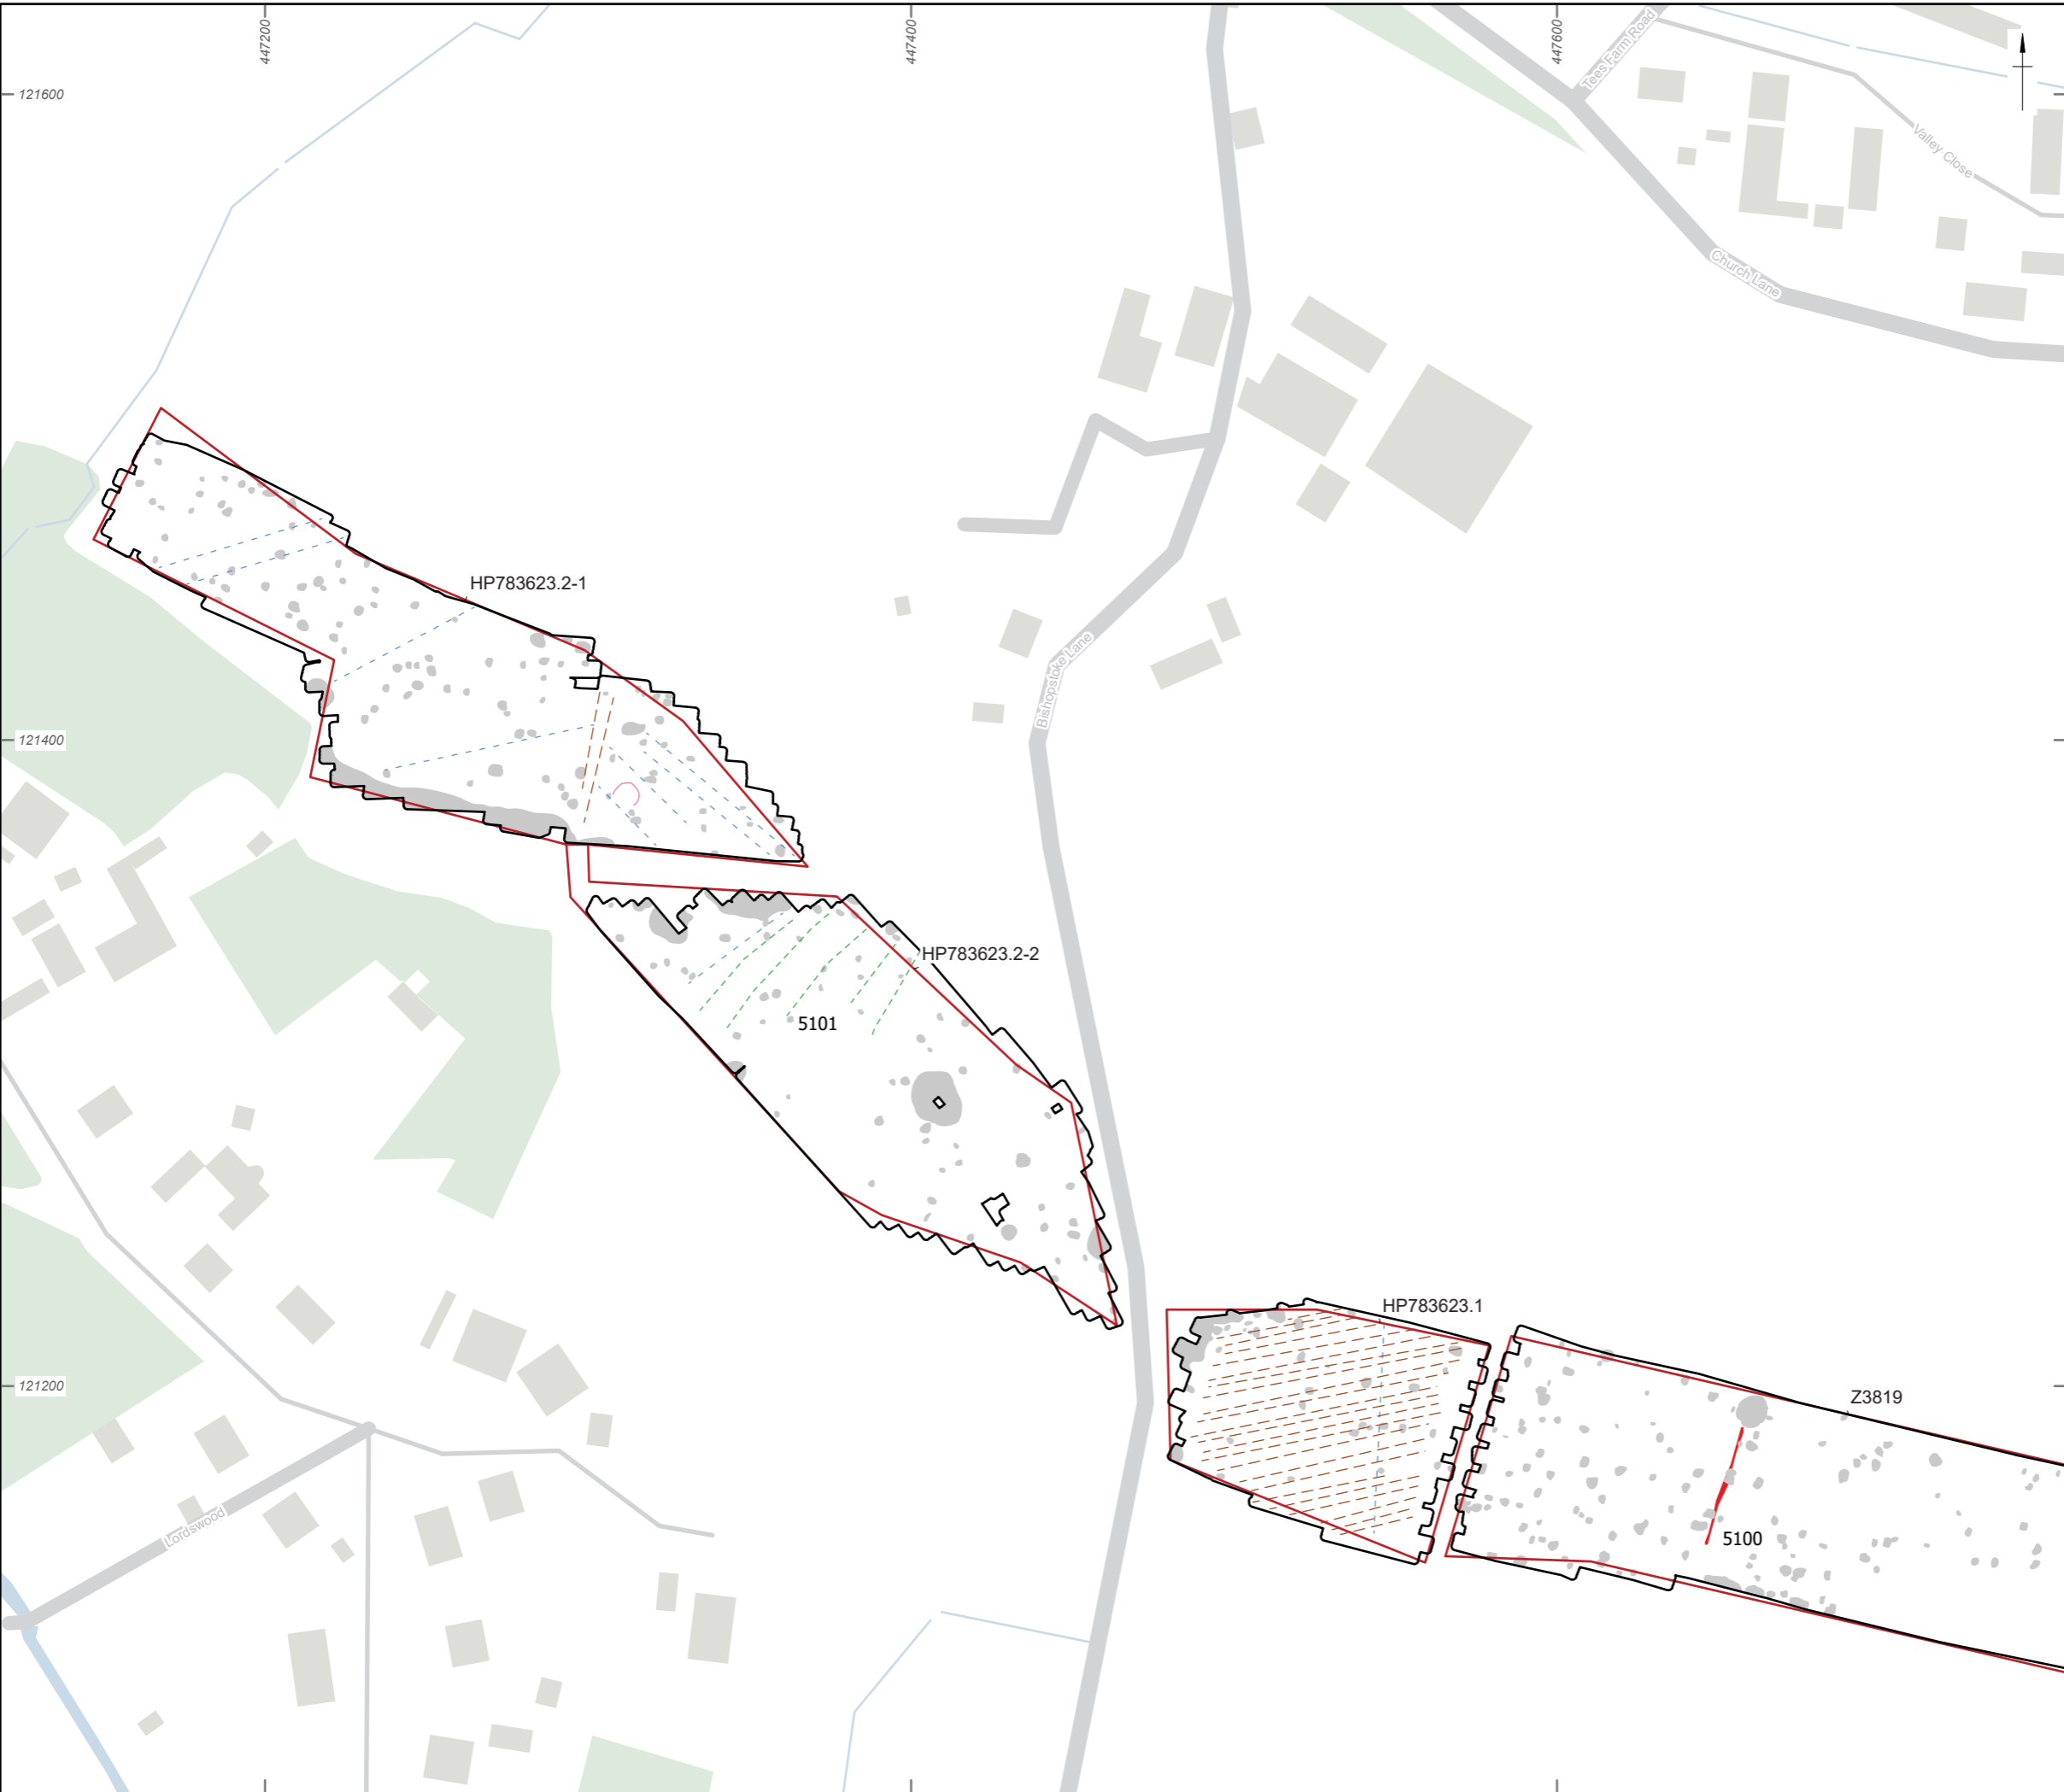 447200
447400
447600
Tees Farm Road
121600
Valley Close
Church Lane
HP783623.2-1
Bishopstoke Lane
121400
HP783623.2-2
5101
HP783623.1
121200
Z3819
Lordswood
5100